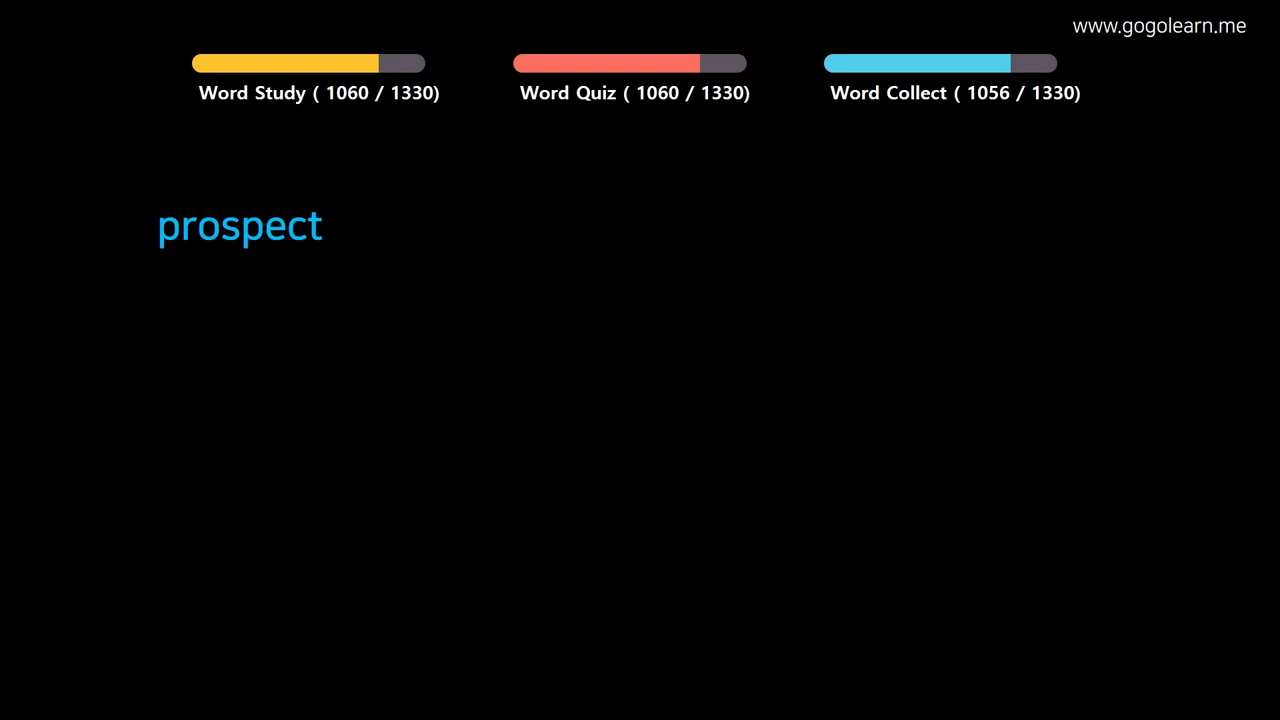 www.gogolearn.me
Word Study ( 1060 / 1330)
Word Quiz ( 1060 / 1330)
Word Collect ( 1056 / 1330)
prospect